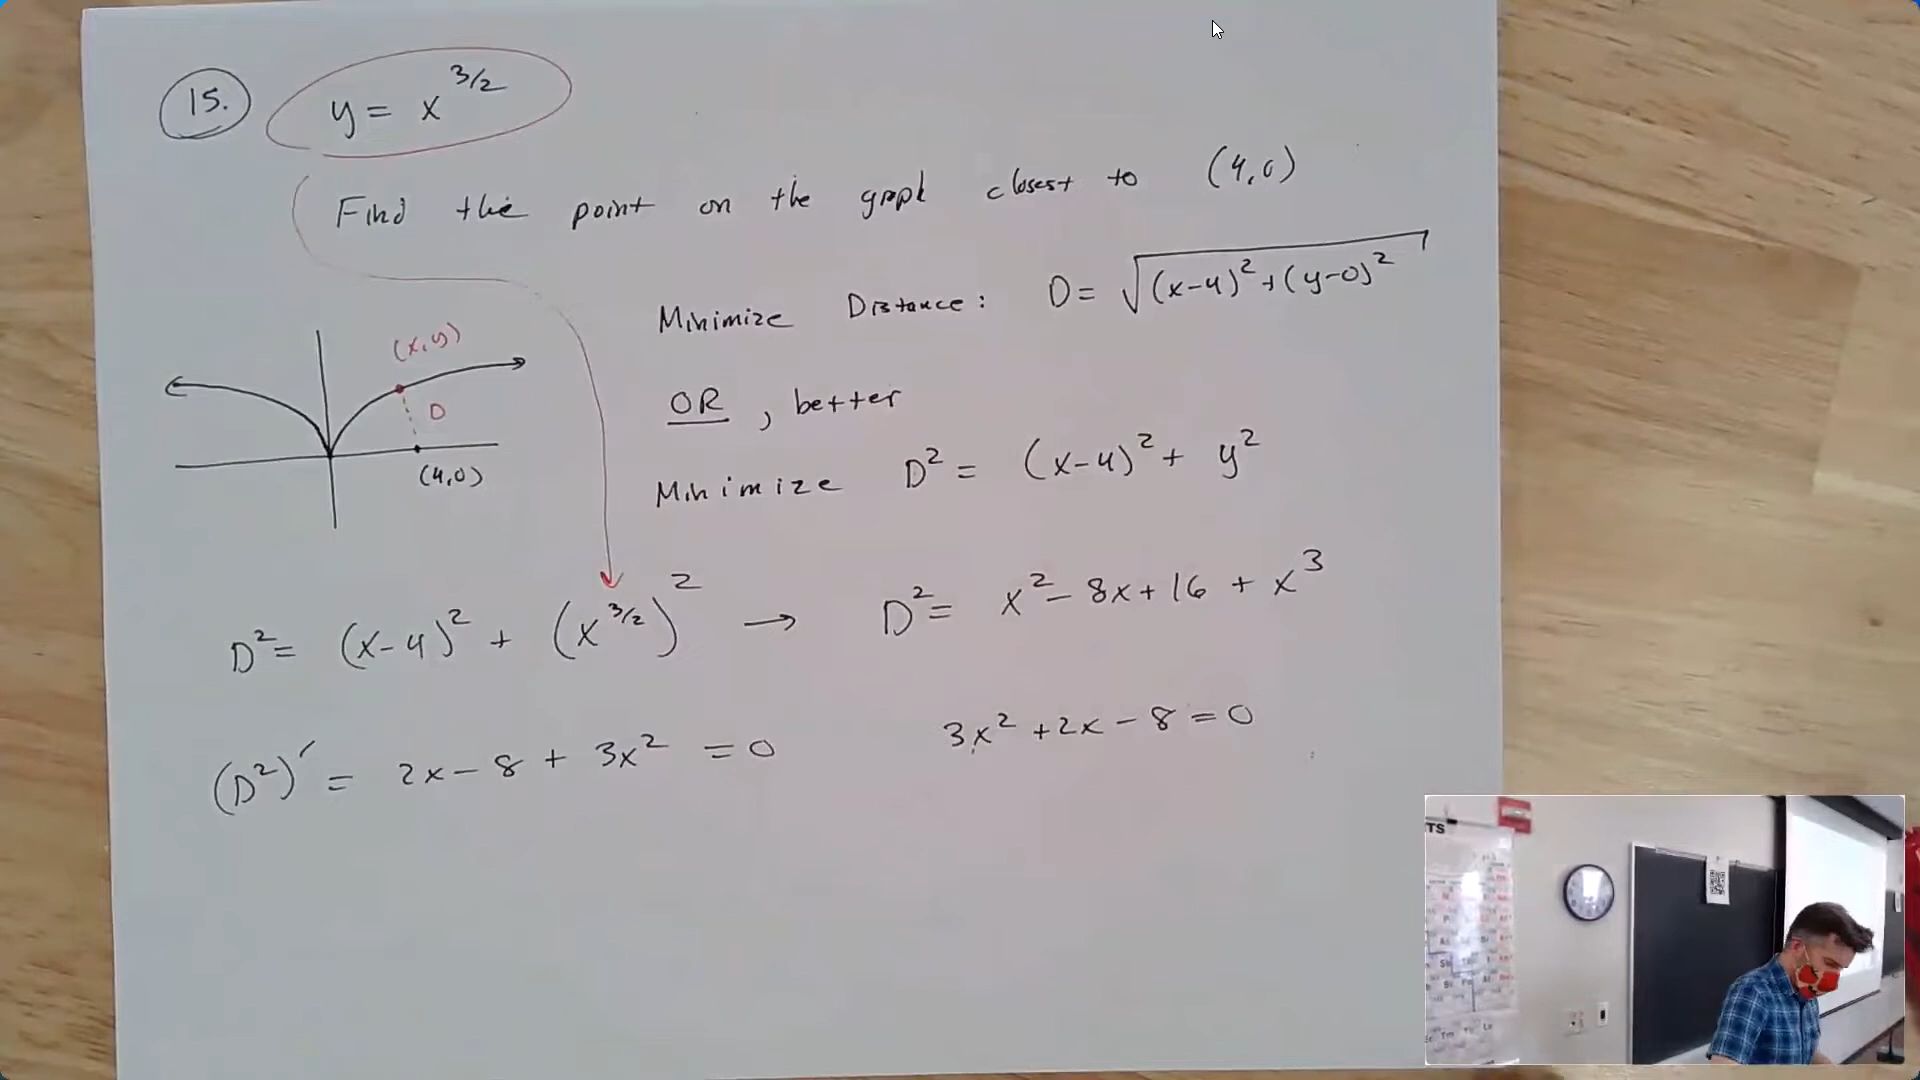 15. y = x^(3/2)
Find the point on the graph closest to (4,0)
Minimize Distance: D = √((x-4)² + (y-0)²)
(x,y)
D
(4,0)
OR, better
Minimize D² = (x-4)² + y²
D² = (x-4)² + (x^(3/2))² → D² = x² - 8x + 16 + x³
(D²)' = 2x - 8 + 3x² = 0
3x² + 2x - 8 = 0
TS